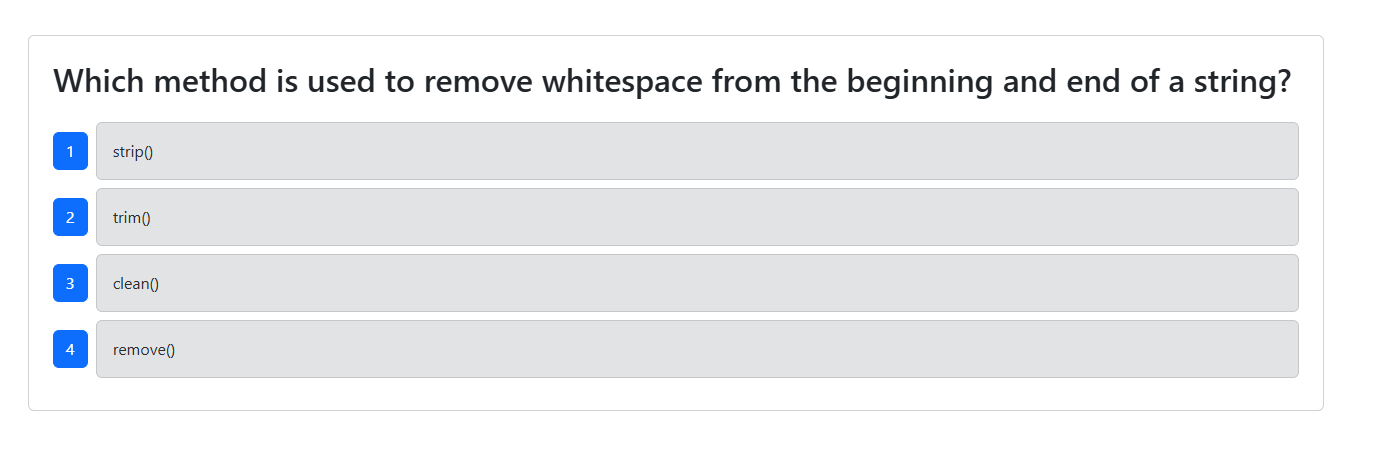 Which method is used to remove whitespace from the beginning and end of a string?
1 strip()
2 trim()
3 clean()
4 remove()